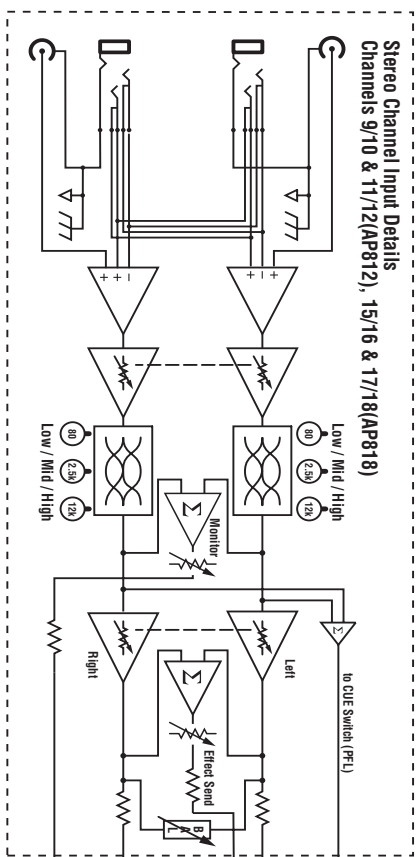 Stereo Channel Input Details
Channels 9/10 & 11/12(AP812), 15/16 & 17/18(AP818)
+
−
+
+
+
−
Low / Mid / High
80
2.5k
12k
Low / Mid / High
80
2.5k
12k
Σ
Monitor
Σ
to CUE Switch (PFL)
Left
Right
Σ
Effect Send
BAL